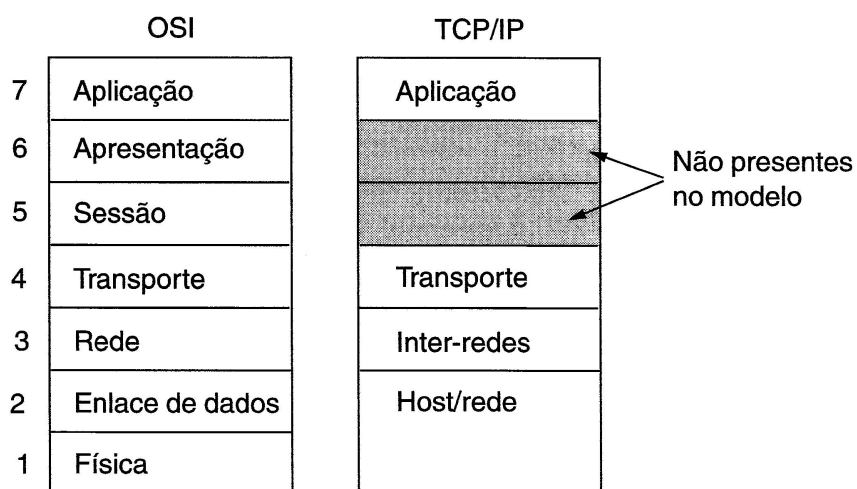 OSI
TCP/IP
7 Aplicação Aplicação
6 Apresentação
Não presentes
no modelo
5 Sessão
4 Transporte Transporte
3 Rede Inter-redes
2 Enlace de dados Host/rede
1 Física